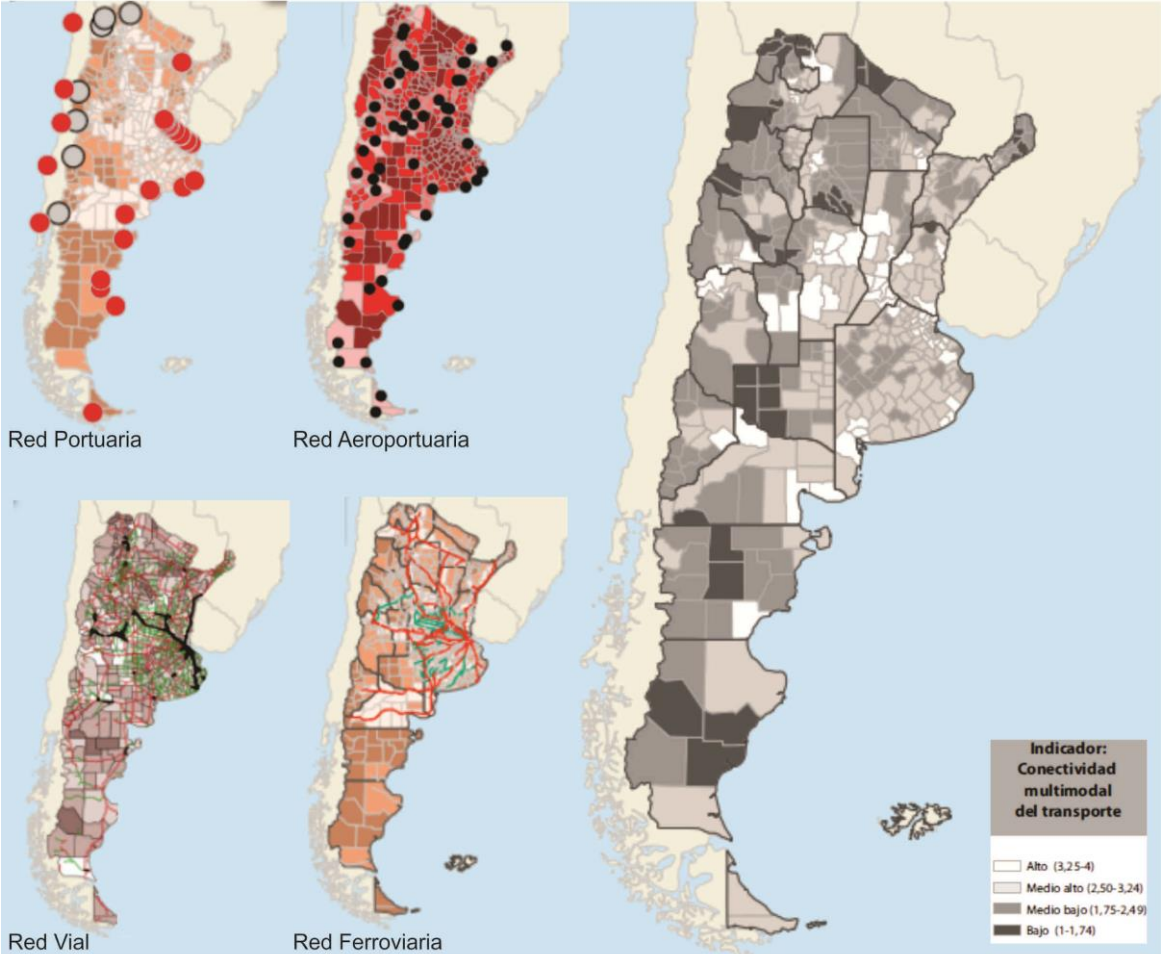 Red Portuaria
Red Aeroportuaria
Red Vial
Red Ferroviaria
Indicador:
Conectividad
multimodal
del transporte
Alto (3,25-4)
Medio alto (2,50-3,24)
Medio bajo (1,75-2,49)
Bajo (1-1,74)